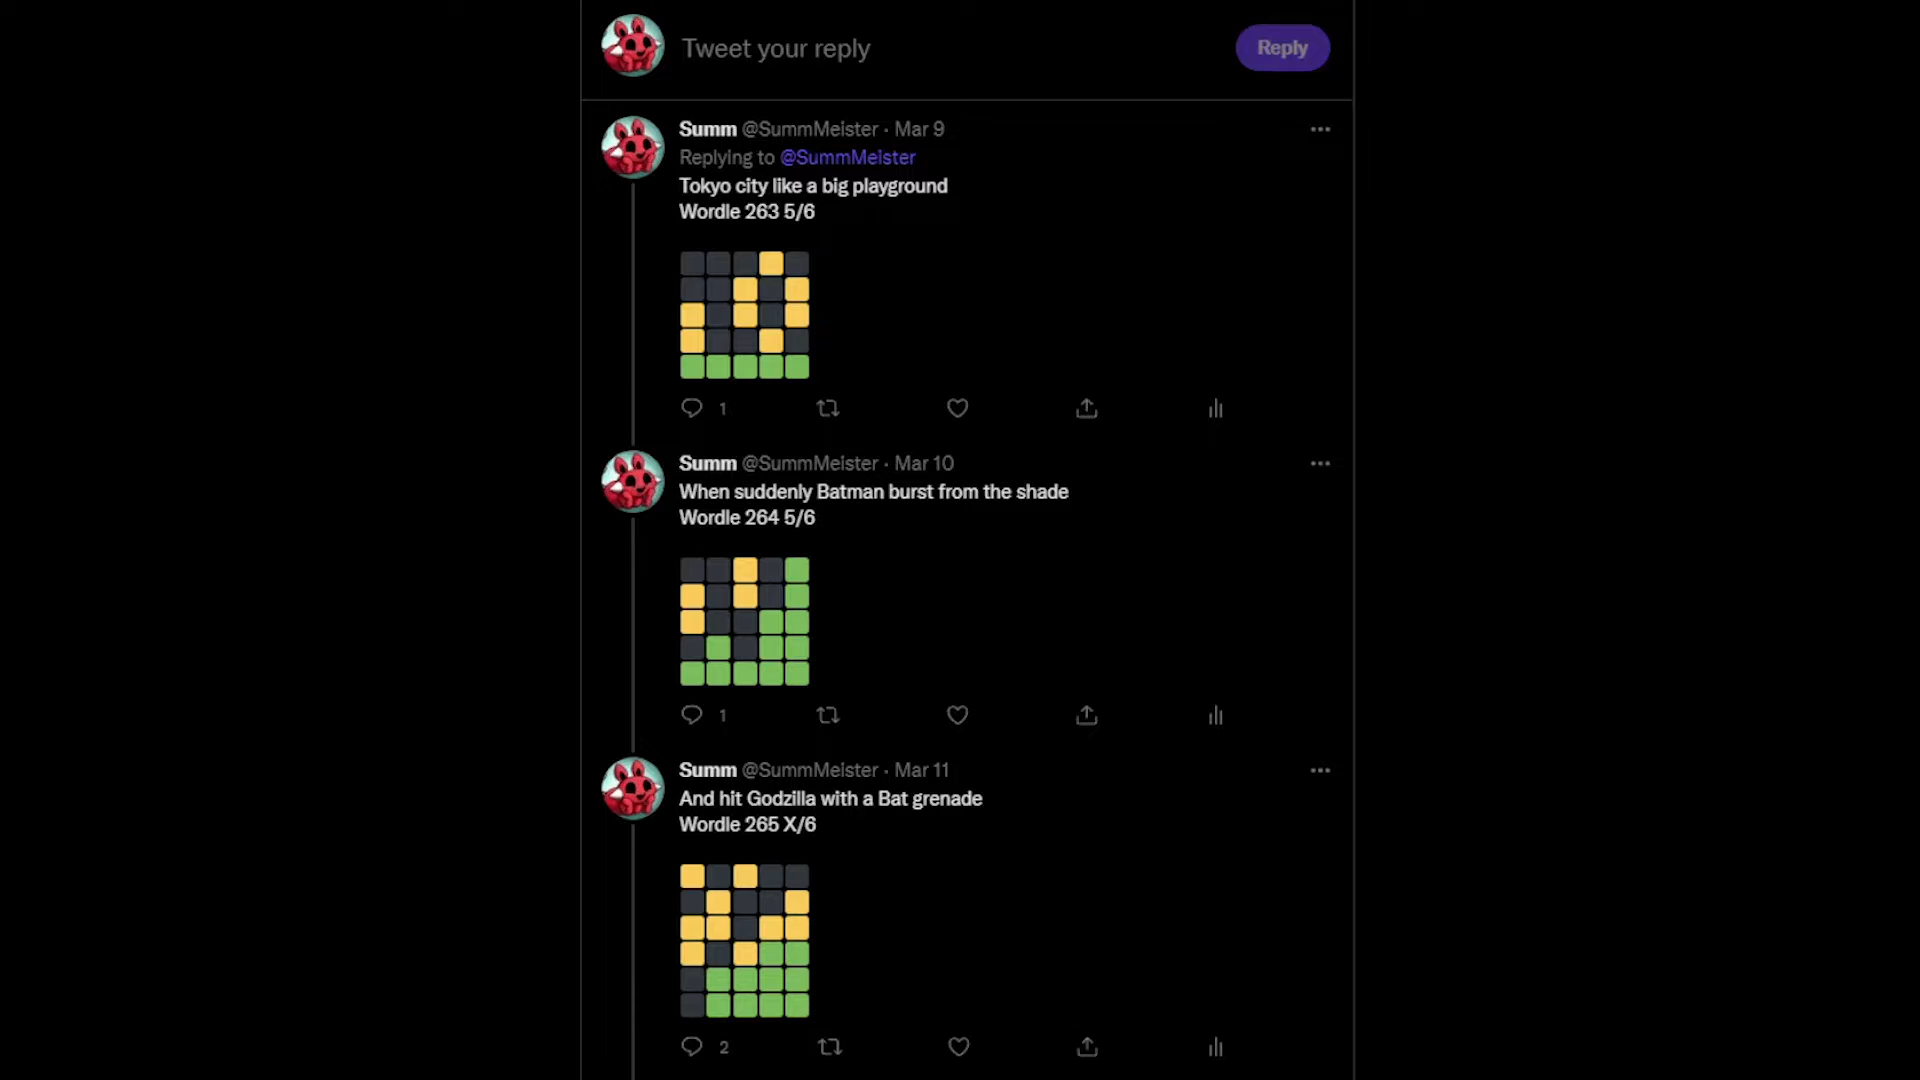 Tweet your reply
Reply
Summ @SummMeister · Mar 9
Replying to @SummMeister
Tokyo city like a big playground
Wordle 263 5/6
1
Summ @SummMeister · Mar 10
When suddenly Batman burst from the shade
Wordle 264 5/6
1
Summ @SummMeister · Mar 11
And hit Godzilla with a Bat grenade
Wordle 265 X/6
2